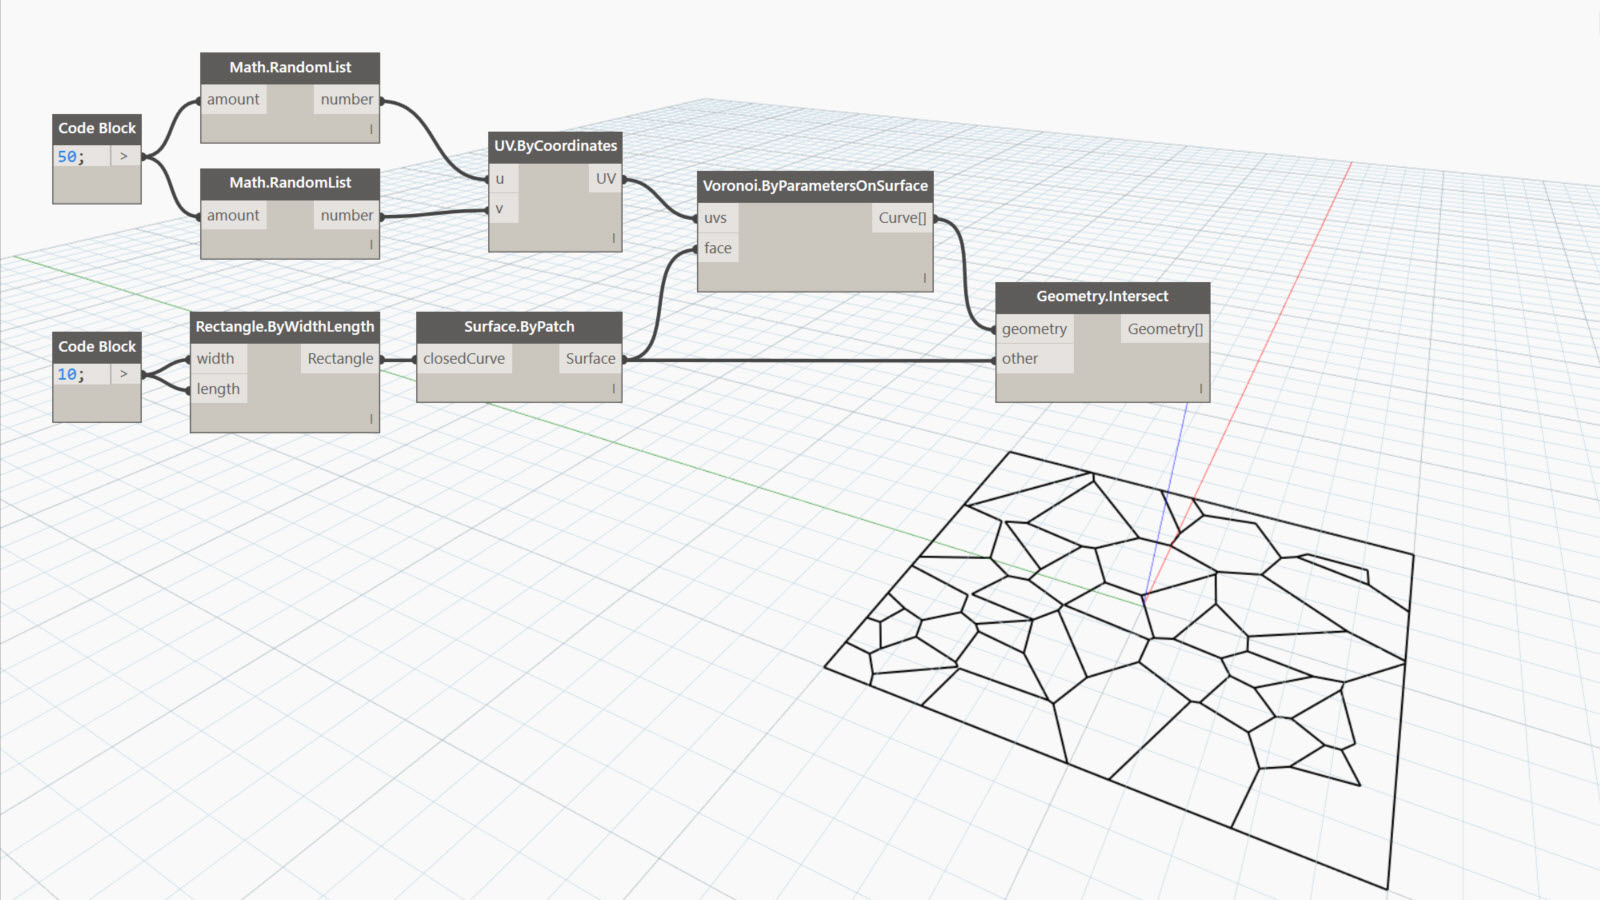 Math.RandomList
amount number
Code Block
50; >
Math.RandomList
amount number
UV.ByCoordinates
u UV
v
Voronoi.ByParametersOnSurface
uvs Curve[]
face
Geometry.Intersect
geometry Geometry[]
other
Code Block
10; >
Rectangle.ByWidthLength
width Rectangle
length
Surface.ByPatch
closedCurve Surface